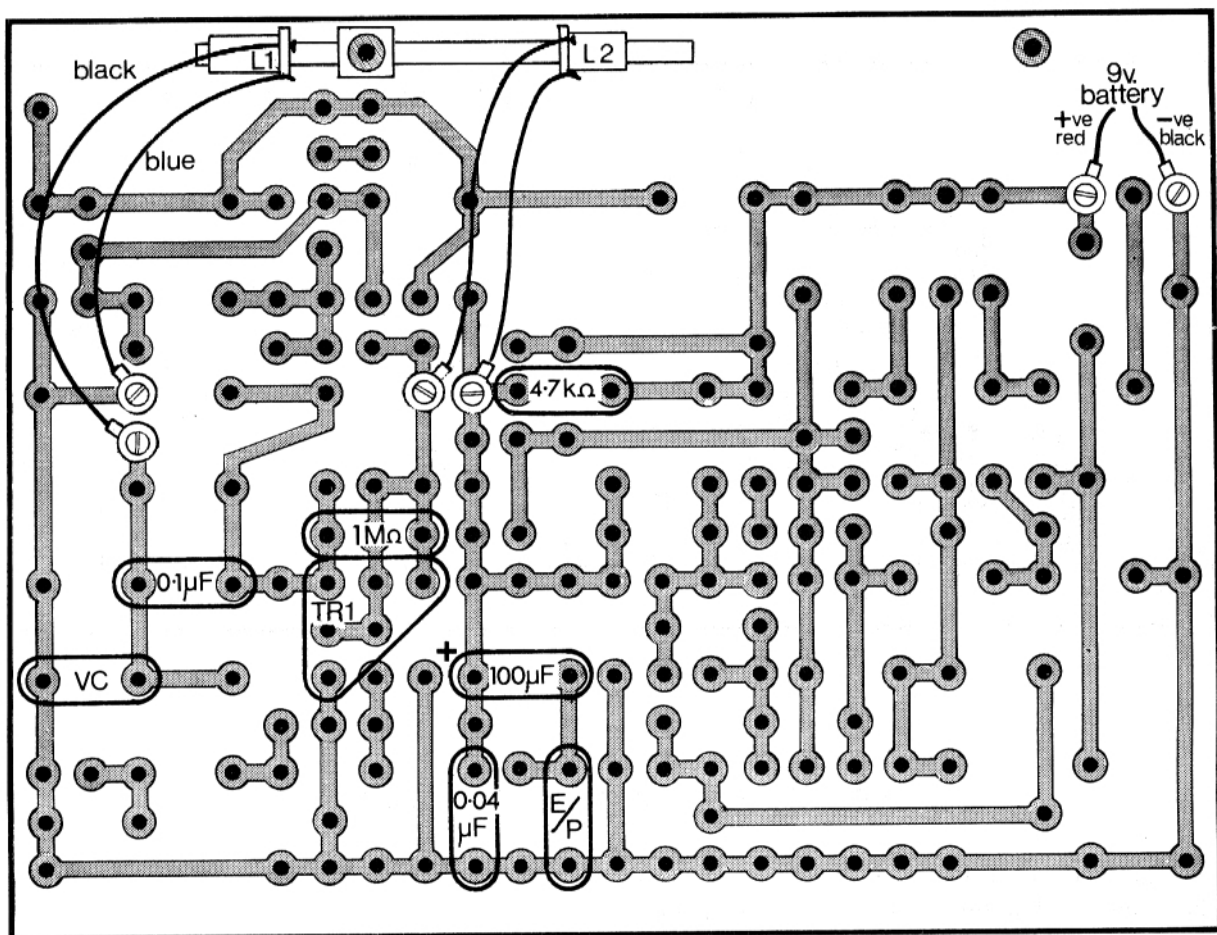 L1
L2
black
9v.
battery
+ve
red
-ve
black
blue
4·7kΩ
1MΩ
0·1µF
TR1
+
VC
100µF
0·04
µF
E/P